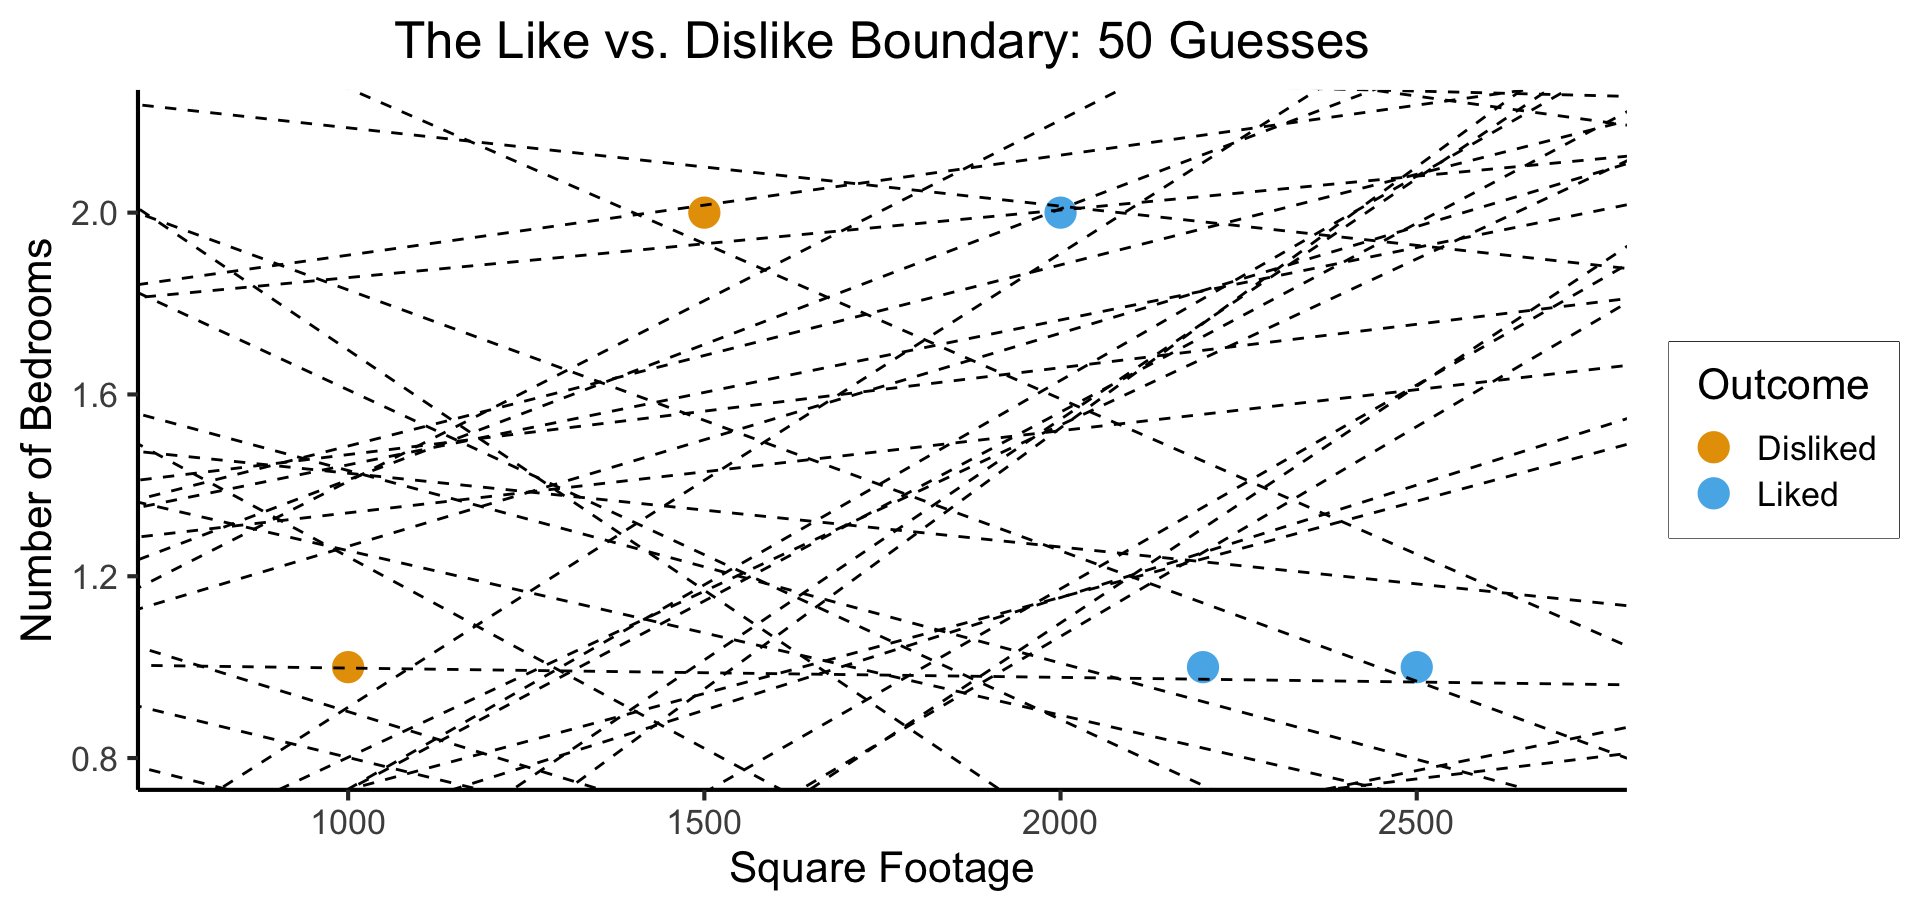 The Like vs. Dislike Boundary: 50 Guesses
Number of Bedrooms
2.0
1.6
1.2
0.8
1000 1500 2000 2500
Square Footage
Outcome
Disliked
Liked